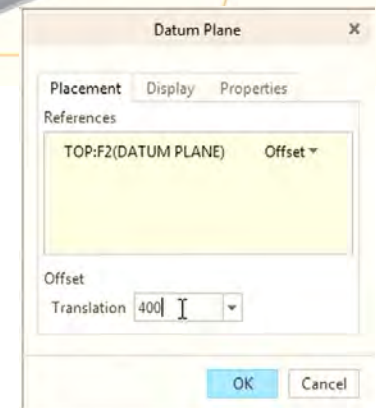 Datum Plane
Placement Display Properties
References
TOP:F2(DATUM PLANE) Offset
Offset
Translation 400
OK Cancel